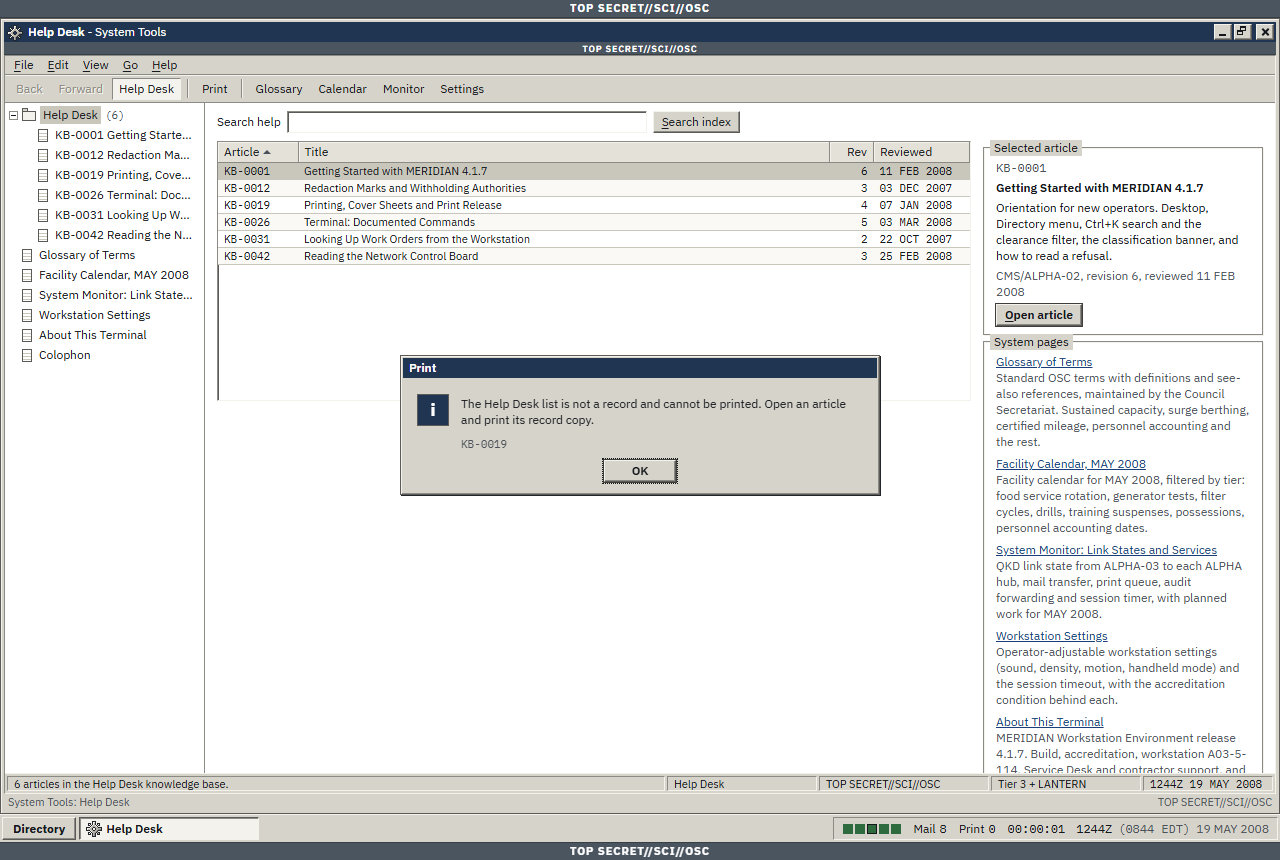 TOP SECRET//SCI//OSC
Help Desk - System Tools
TOP SECRET//SCI//OSC
File Edit View Go Help
Back Forward Help Desk Print Glossary Calendar Monitor Settings
Help Desk (6)
KB-0001 Getting Starte...
KB-0012 Redaction Ma...
KB-0019 Printing, Cove...
KB-0026 Terminal: Doc...
KB-0031 Looking Up W...
KB-0042 Reading the N...
Glossary of Terms
Facility Calendar, MAY 2008
System Monitor: Link State...
Workstation Settings
About This Terminal
Colophon
Search help Search index
Article Title Rev Reviewed
KB-0001 Getting Started with MERIDIAN 4.1.7 6 11 FEB 2008
KB-0012 Redaction Marks and Withholding Authorities 3 03 DEC 2007
KB-0019 Printing, Cover Sheets and Print Release 4 07 JAN 2008
KB-0026 Terminal: Documented Commands 5 03 MAR 2008
KB-0031 Looking Up Work Orders from the Workstation 2 22 OCT 2007
KB-0042 Reading the Network Control Board 3 25 FEB 2008
Print
The Help Desk list is not a record and cannot be printed. Open an article
and print its record copy.
KB-0019
OK
Selected article
KB-0001
Getting Started with MERIDIAN 4.1.7
Orientation for new operators. Desktop,
Directory menu, Ctrl+K search and the
clearance filter, the classification banner, and
how to read a refusal.
CMS/ALPHA-02, revision 6, reviewed 11 FEB
2008
Open article
System pages
Glossary of Terms
Standard OSC terms with definitions and see-
also references, maintained by the Council
Secretariat. Sustained capacity, surge berthing,
certified mileage, personnel accounting and
the rest.
Facility Calendar, MAY 2008
Facility calendar for MAY 2008, filtered by tier:
food service rotation, generator tests, filter
cycles, drills, training suspenses, possessions,
personnel accounting dates.
System Monitor: Link States and Services
QKD link state from ALPHA-03 to each ALPHA
hub, mail transfer, print queue, audit
forwarding and session timer, with planned
work for MAY 2008.
Workstation Settings
Operator-adjustable workstation settings
(sound, density, motion, handheld mode) and
the session timeout, with the accreditation
condition behind each.
About This Terminal
MERIDIAN Workstation Environment release
4.1.7. Build, accreditation, workstation A03-5-
114, Service Desk and contractor support, and
6 articles in the Help Desk knowledge base. Help Desk TOP SECRET//SCI//OSC Tier 3 + LANTERN 1244Z 19 MAY 2008
System Tools: Help Desk TOP SECRET//SCI//OSC
Directory Help Desk Mail 8 Print 0 00:00:01 1244Z (0844 EDT) 19 MAY 2008
TOP SECRET//SCI//OSC